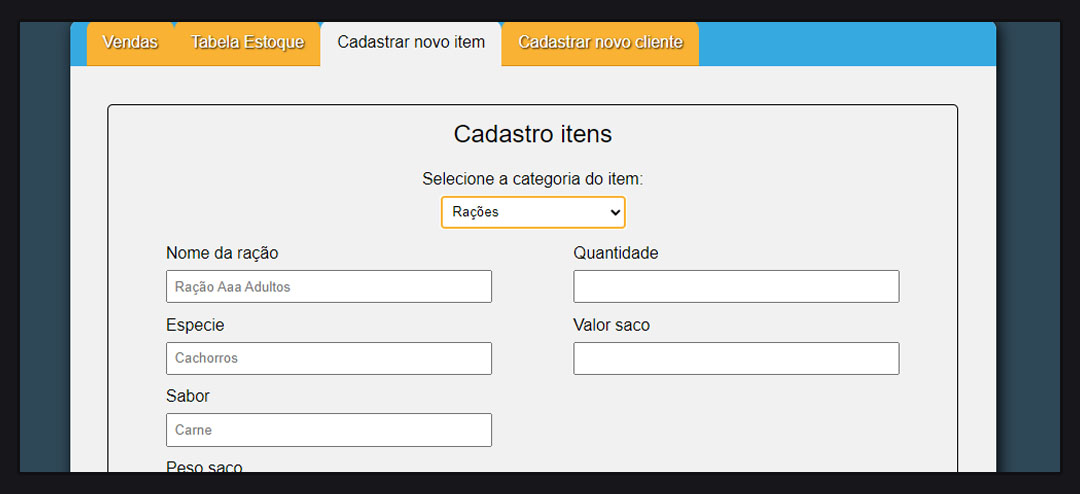 Vendas Tabela Estoque Cadastrar novo item Cadastrar novo cliente
Cadastro itens
Selecione a categoria do item:
Rações
Nome da ração
Ração Aaa Adultos
Especie
Cachorros
Sabor
Carne
Peso saco
Quantidade
Valor saco